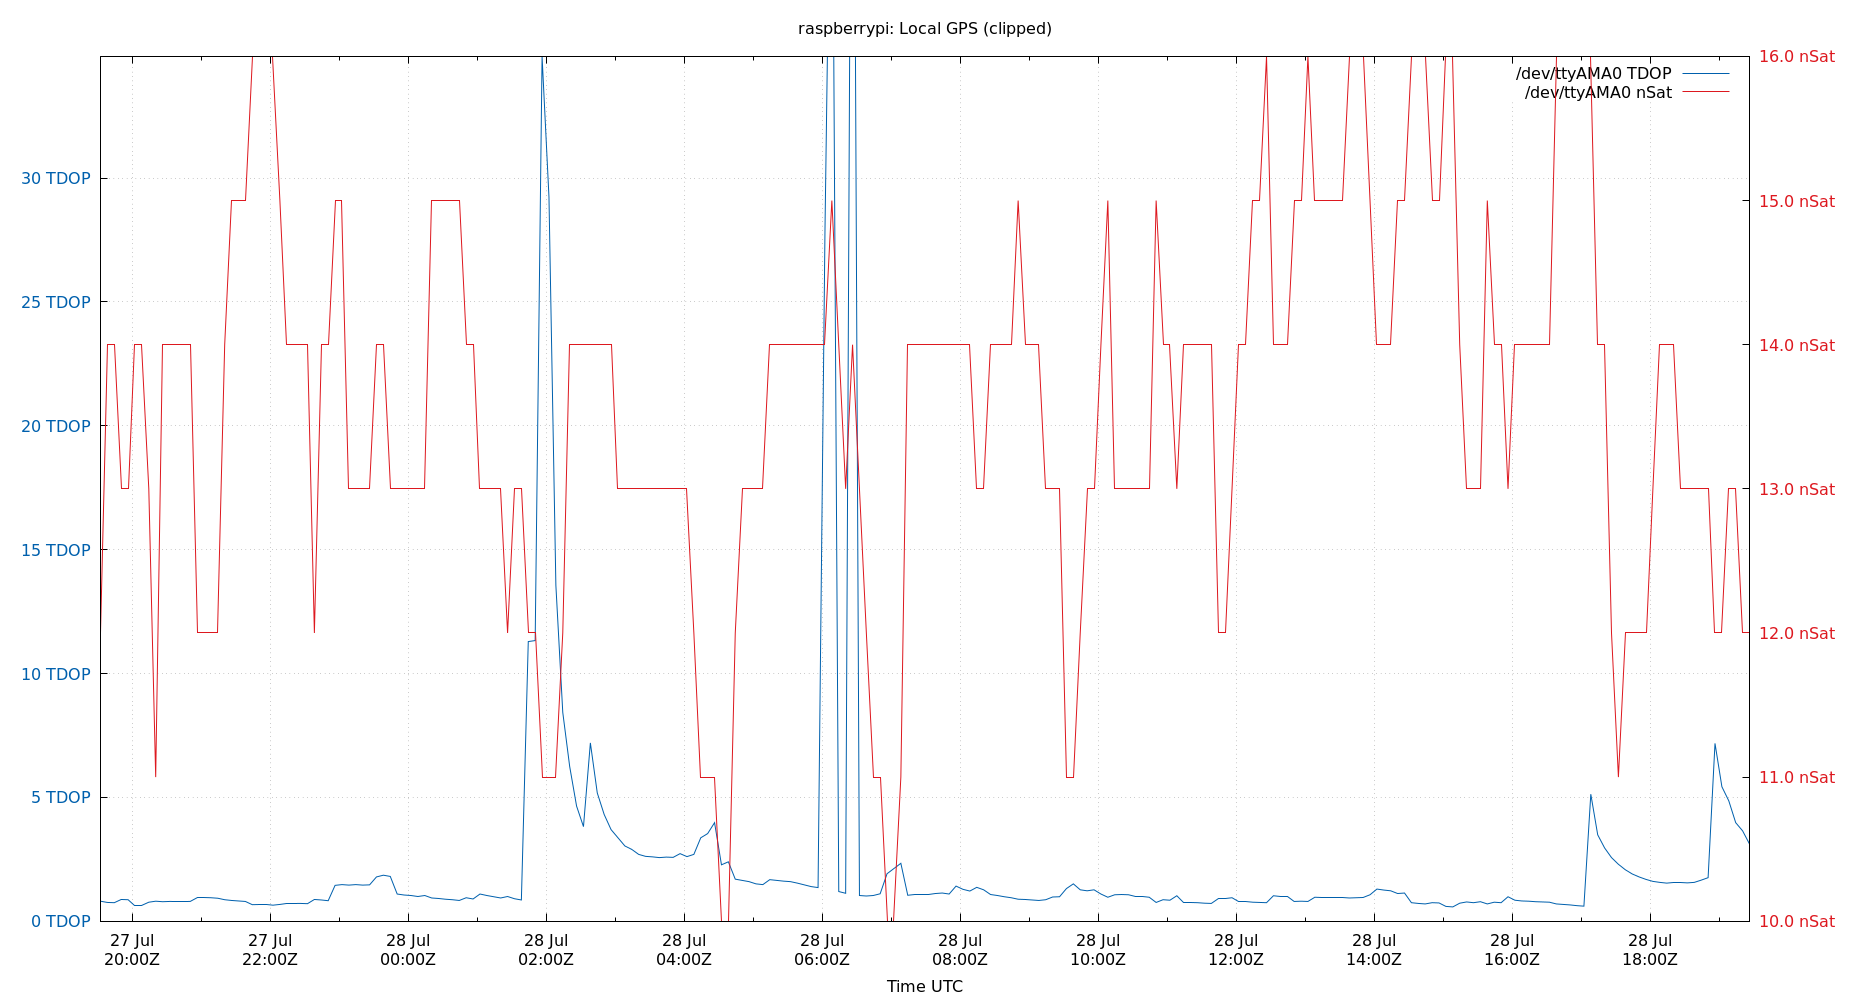 raspberrypi: Local GPS (clipped)
/dev/ttyAMA0 TDOP
/dev/ttyAMA0 nSat
30 TDOP
25 TDOP
20 TDOP
15 TDOP
10 TDOP
5 TDOP
0 TDOP
16.0 nSat
15.0 nSat
14.0 nSat
13.0 nSat
12.0 nSat
11.0 nSat
10.0 nSat
27 Jul
20:00Z
27 Jul
22:00Z
28 Jul
00:00Z
28 Jul
02:00Z
28 Jul
04:00Z
28 Jul
06:00Z
28 Jul
08:00Z
28 Jul
10:00Z
28 Jul
12:00Z
28 Jul
14:00Z
28 Jul
16:00Z
28 Jul
18:00Z
Time UTC